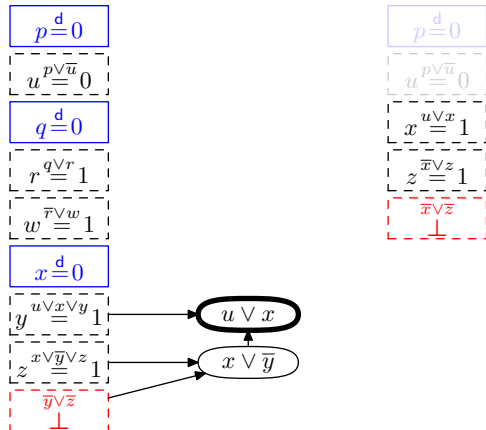 p =^d 0
u =^{p∨u̅} 0
q =^d 0
r =^{q∨r} 1
w =^{r̅∨w} 1
x =^d 0
y =^{u∨x∨y} 1
z =^{x∨y̅∨z} 1
y̅∨z̅
⊥
u ∨ x
x ∨ y̅
p =^d 0
u =^{p∨u̅} 0
x =^{u∨x} 1
z =^{x̅∨z} 1
x̅∨z̅
⊥